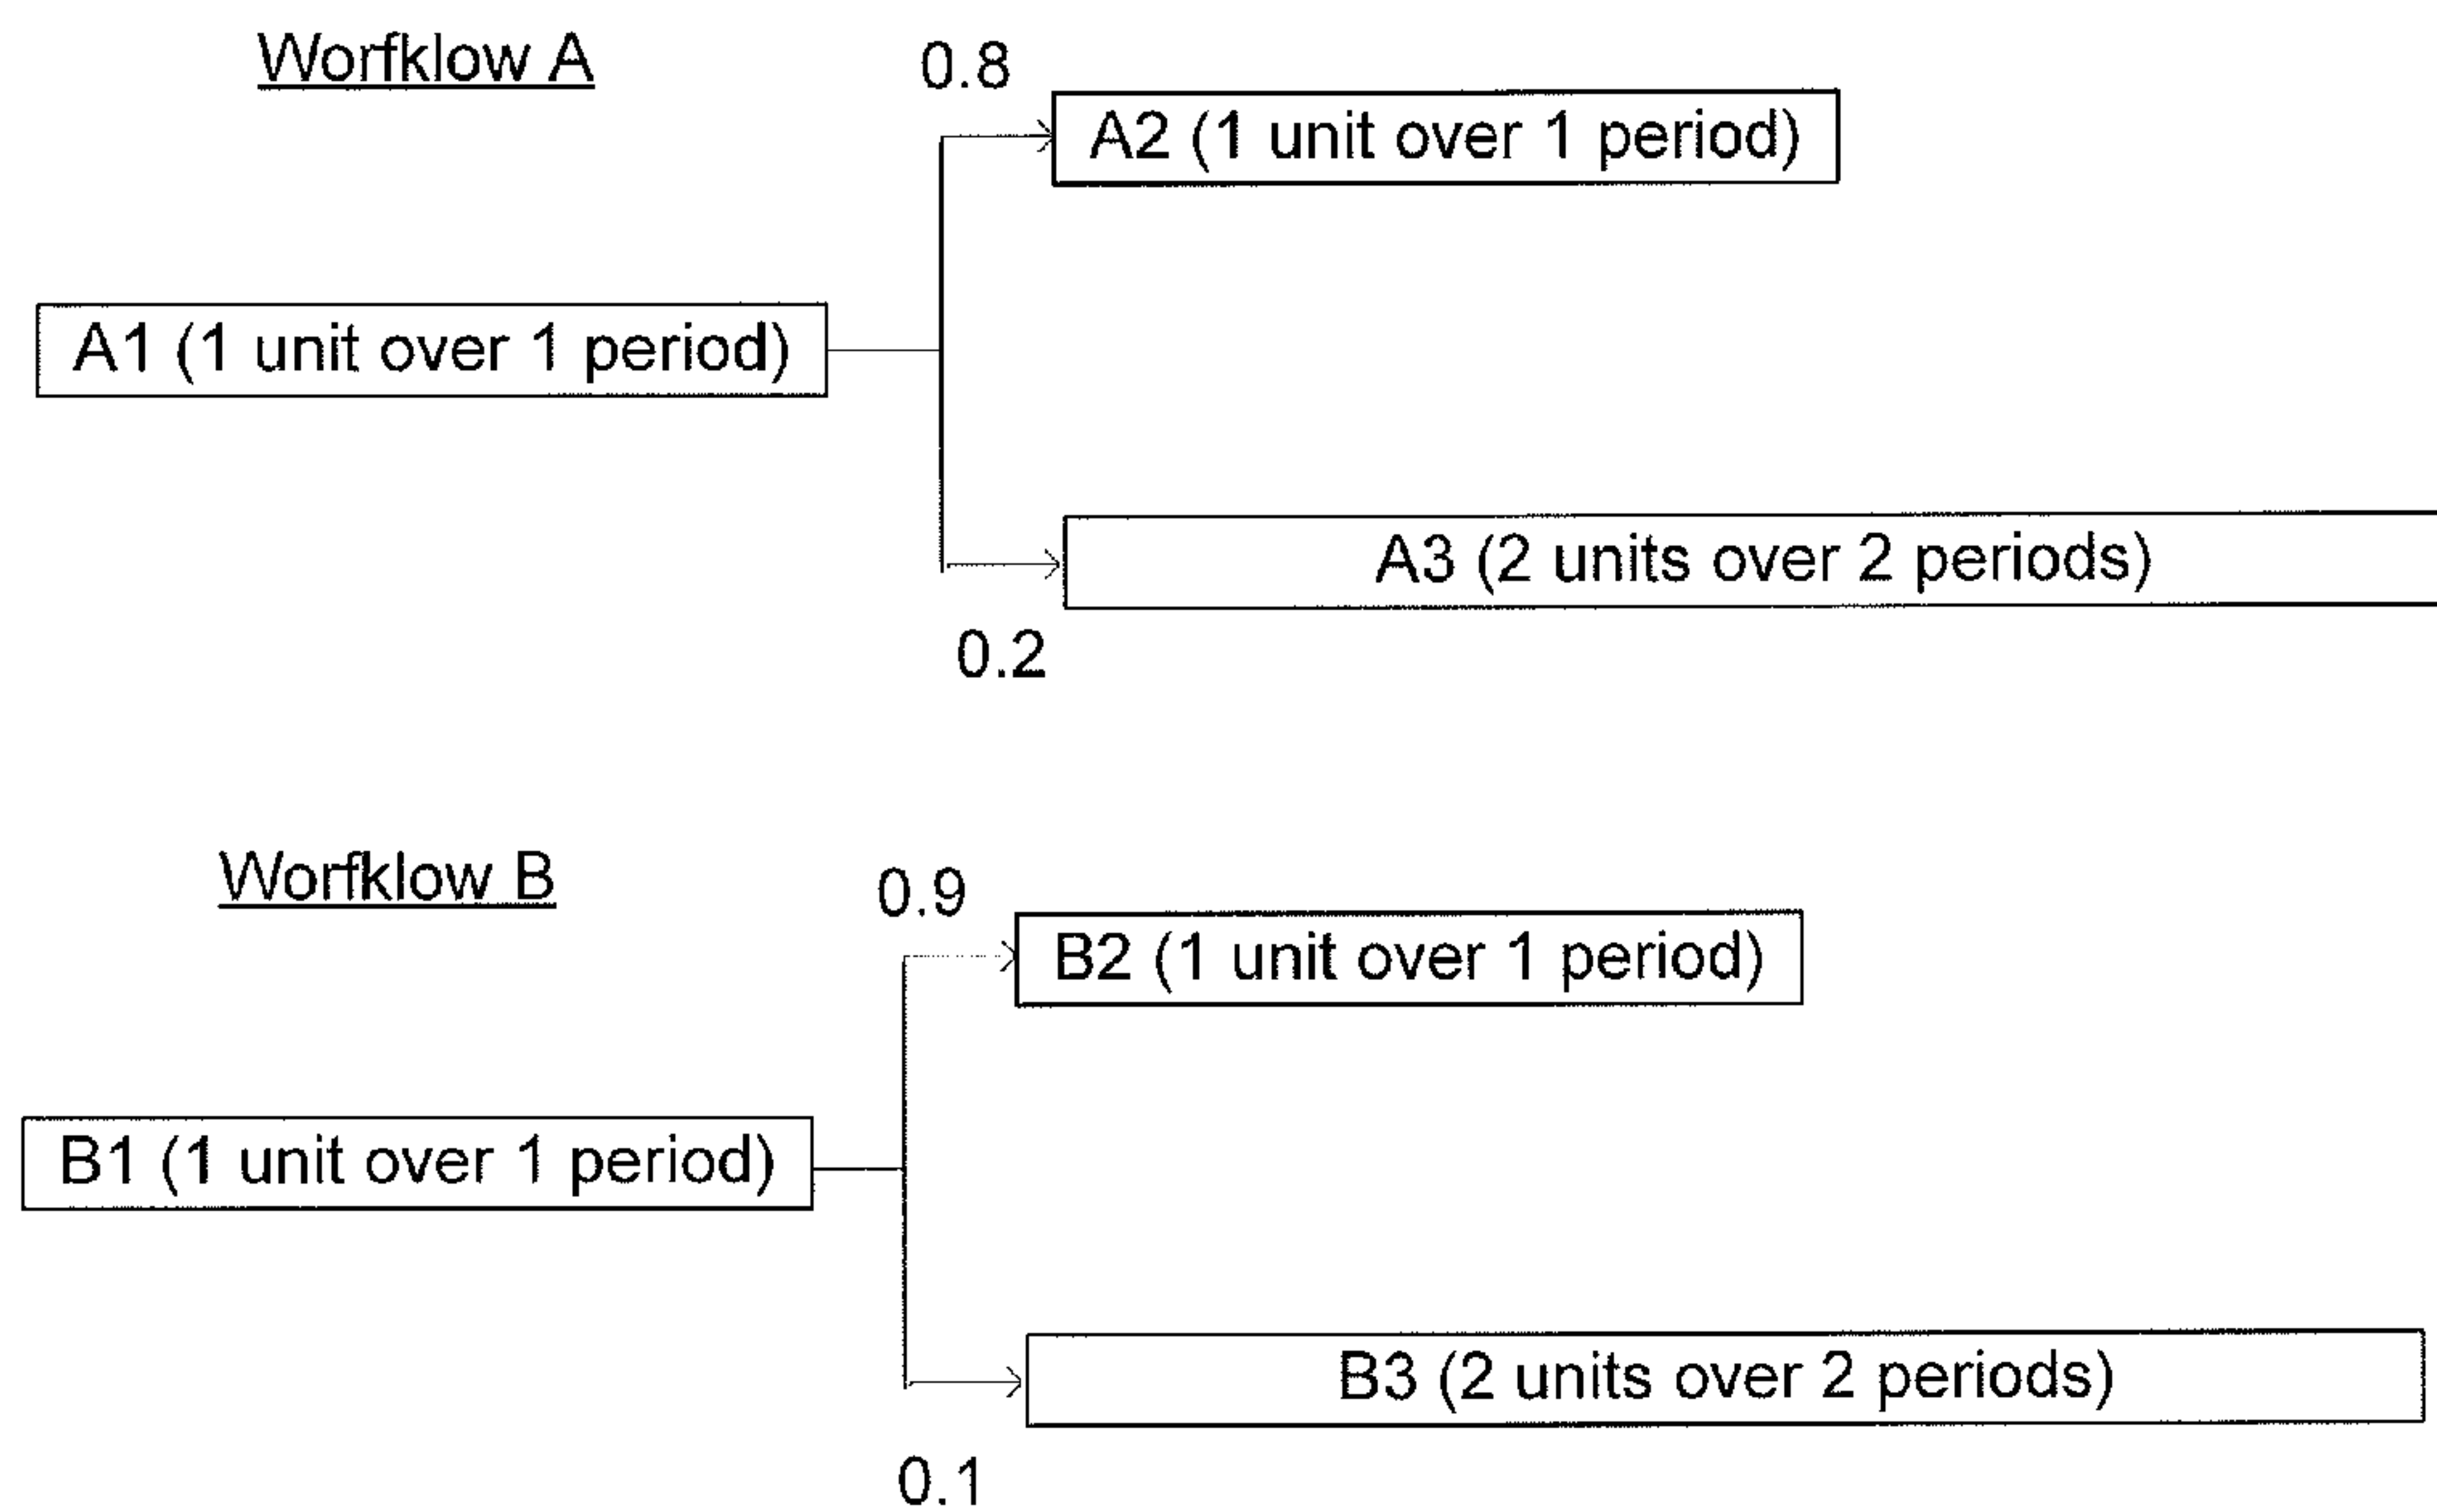 Worfklow A
0.8
A2 (1 unit over 1 period)
A1 (1 unit over 1 period)
A3 (2 units over 2 periods)
0.2
Worfklow B
0.9
B2 (1 unit over 1 period)
B1 (1 unit over 1 period)
B3 (2 units over 2 periods)
0.1